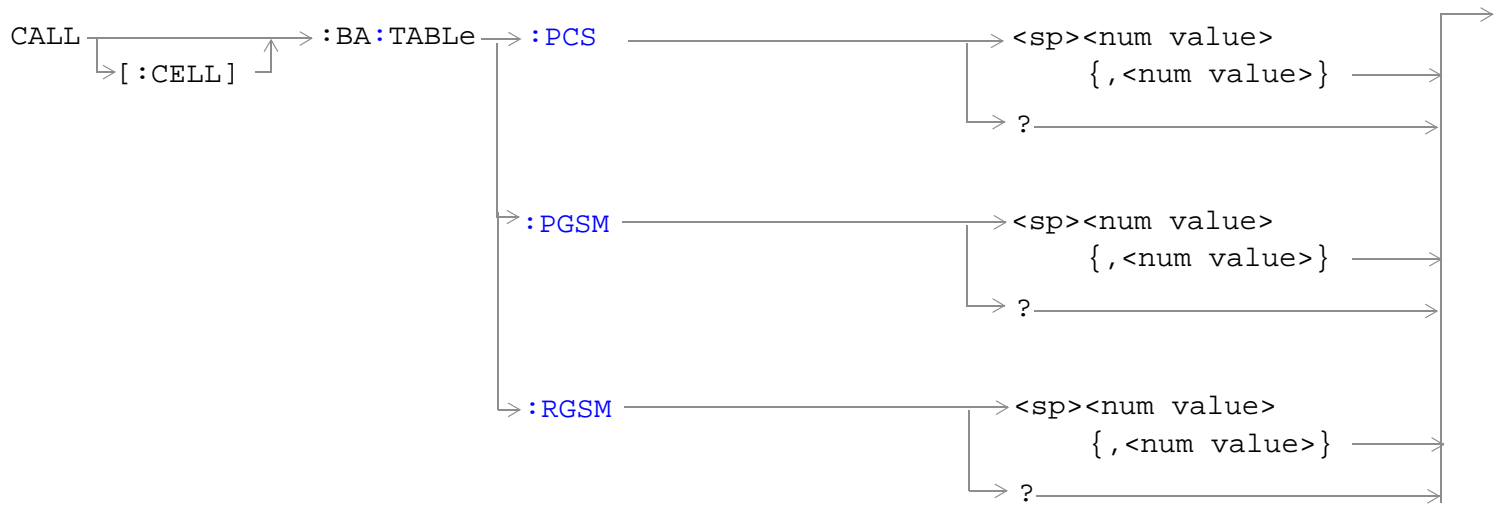 CALL :BA:TABLe :PCS <sp><num value>
[:CELL] {,<num value>}
?
:PGSM <sp><num value>
{,<num value>}
?
:RGSM <sp><num value>
{,<num value>}
?